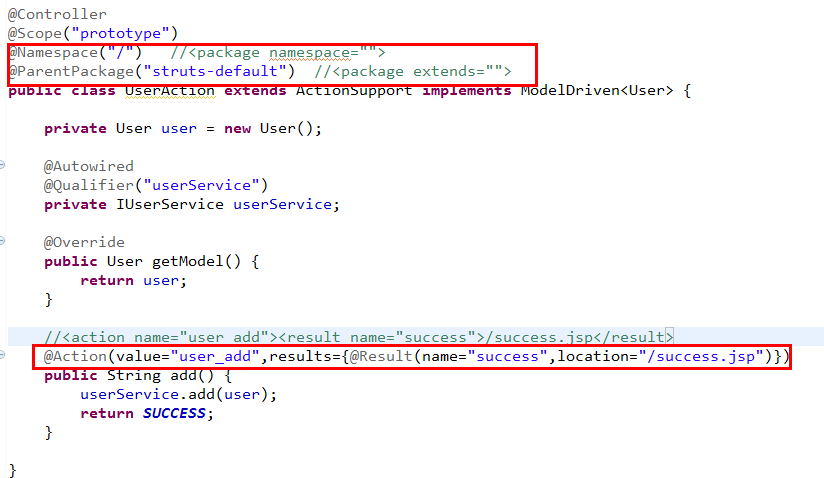 @Controller
@Scope("prototype")
@Namespace("/")   //<package namespace="">
@ParentPackage("struts-default")  //<package extends="">
public class UserAction extends ActionSupport implements ModelDriven<User> {
    private User user = new User();
    @Autowired
    @Qualifier("userService")
    private IUserService userService;
    @Override
    public User getModel() {
        return user;
    }
    //<action name="user_add"><result name="success">/success.jsp</result>
    @Action(value="user_add",results={@Result(name="success",location="/success.jsp")})
    public String add() {
        userService.add(user);
        return SUCCESS;
    }
}